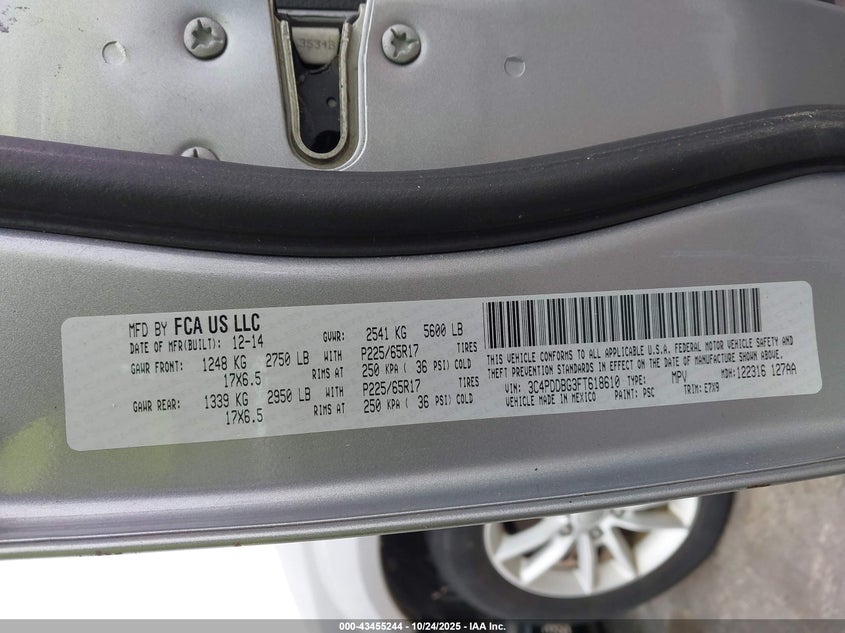 3534B
MFD BY FCA US LLC
DATE OF MFR(BUILT): 12-14 GVWR: 2541 KG 5600 LB
GAWR FRONT: 1248 KG 2750 LB WITH P225/65R17 TIRES
17X6.5 RIMS AT 250 KPA ( 36 PSI) COLD
GAWR REAR: 1339 KG 2950 LB WITH P225/65R17 TIRES
17X6.5 RIMS AT 250 KPA ( 36 PSI) COLD
THIS VEHICLE CONFORMS TO ALL APPLICABLE U.S.A. FEDERAL MOTOR VEHICLE SAFETY AND
THEFT PREVENTION STANDARDS IN EFFECT ON THE DATE OF MANUFACTURE SHOWN ABOVE.
VIN: 3C4PDDBG3FT618610 TYPE: MPV MDH:122316 127AA
VEHICLE MADE IN MEXICO PAINT: PSC TRIM: E7X9
000-43455244 - 10/24/2025 - IAA Inc.